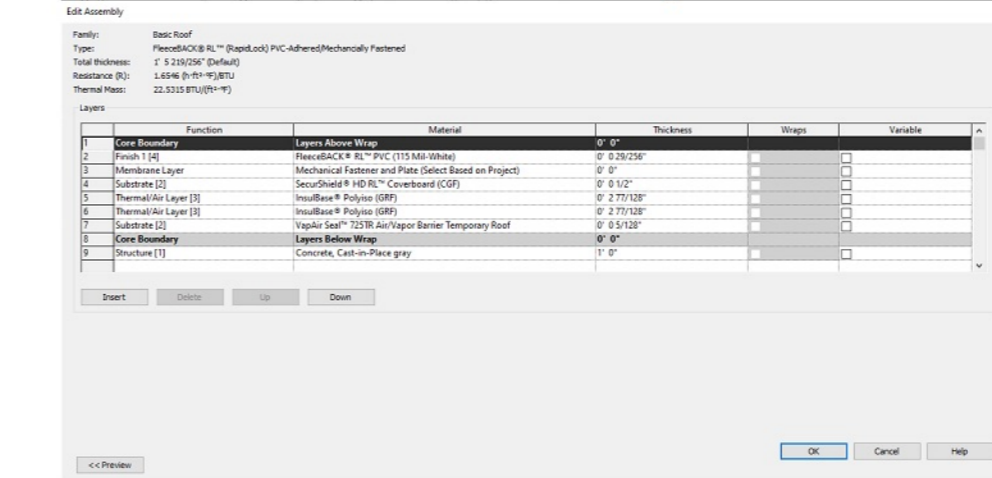 Edit Assembly
Family: Basic Roof
Type: FleeceBACK® RL™ (RapidLock) PVC-Adhered/Mechancially Fastened
Total thickness: 1' 5 219/256" (Default)
Resistance (R): 1.6546 (h·ft²·°F)/BTU
Thermal Mass: 22.5315 BTU/(ft²·°F)
Layers
Function Material Thickness Wraps Variable
1 Core Boundary Layers Above Wrap 0' 0"
2 Finish 1 [4] FleeceBACK® RL™ PVC (115 Mil-White) 0' 0 29/256"
3 Membrane Layer Mechanical Fastener and Plate (Select Based on Project) 0' 0"
4 Substrate [2] SecurShield® HD RL™ Coverboard (CGF) 0' 0 1/2"
5 Thermal/Air Layer [3] InsulBase® Polyiso (GRF) 0' 2 77/128"
6 Thermal/Air Layer [3] InsulBase® Polyiso (GRF) 0' 2 77/128"
7 Substrate [2] VapAir Seal™ 725TR Air/Vapor Barrier Temporary Roof 0' 0 5/128"
8 Core Boundary Layers Below Wrap 0' 0"
9 Structure [1] Concrete, Cast-in-Place gray 1' 0"
Insert Delete Up Down
OK Cancel Help
<< Preview